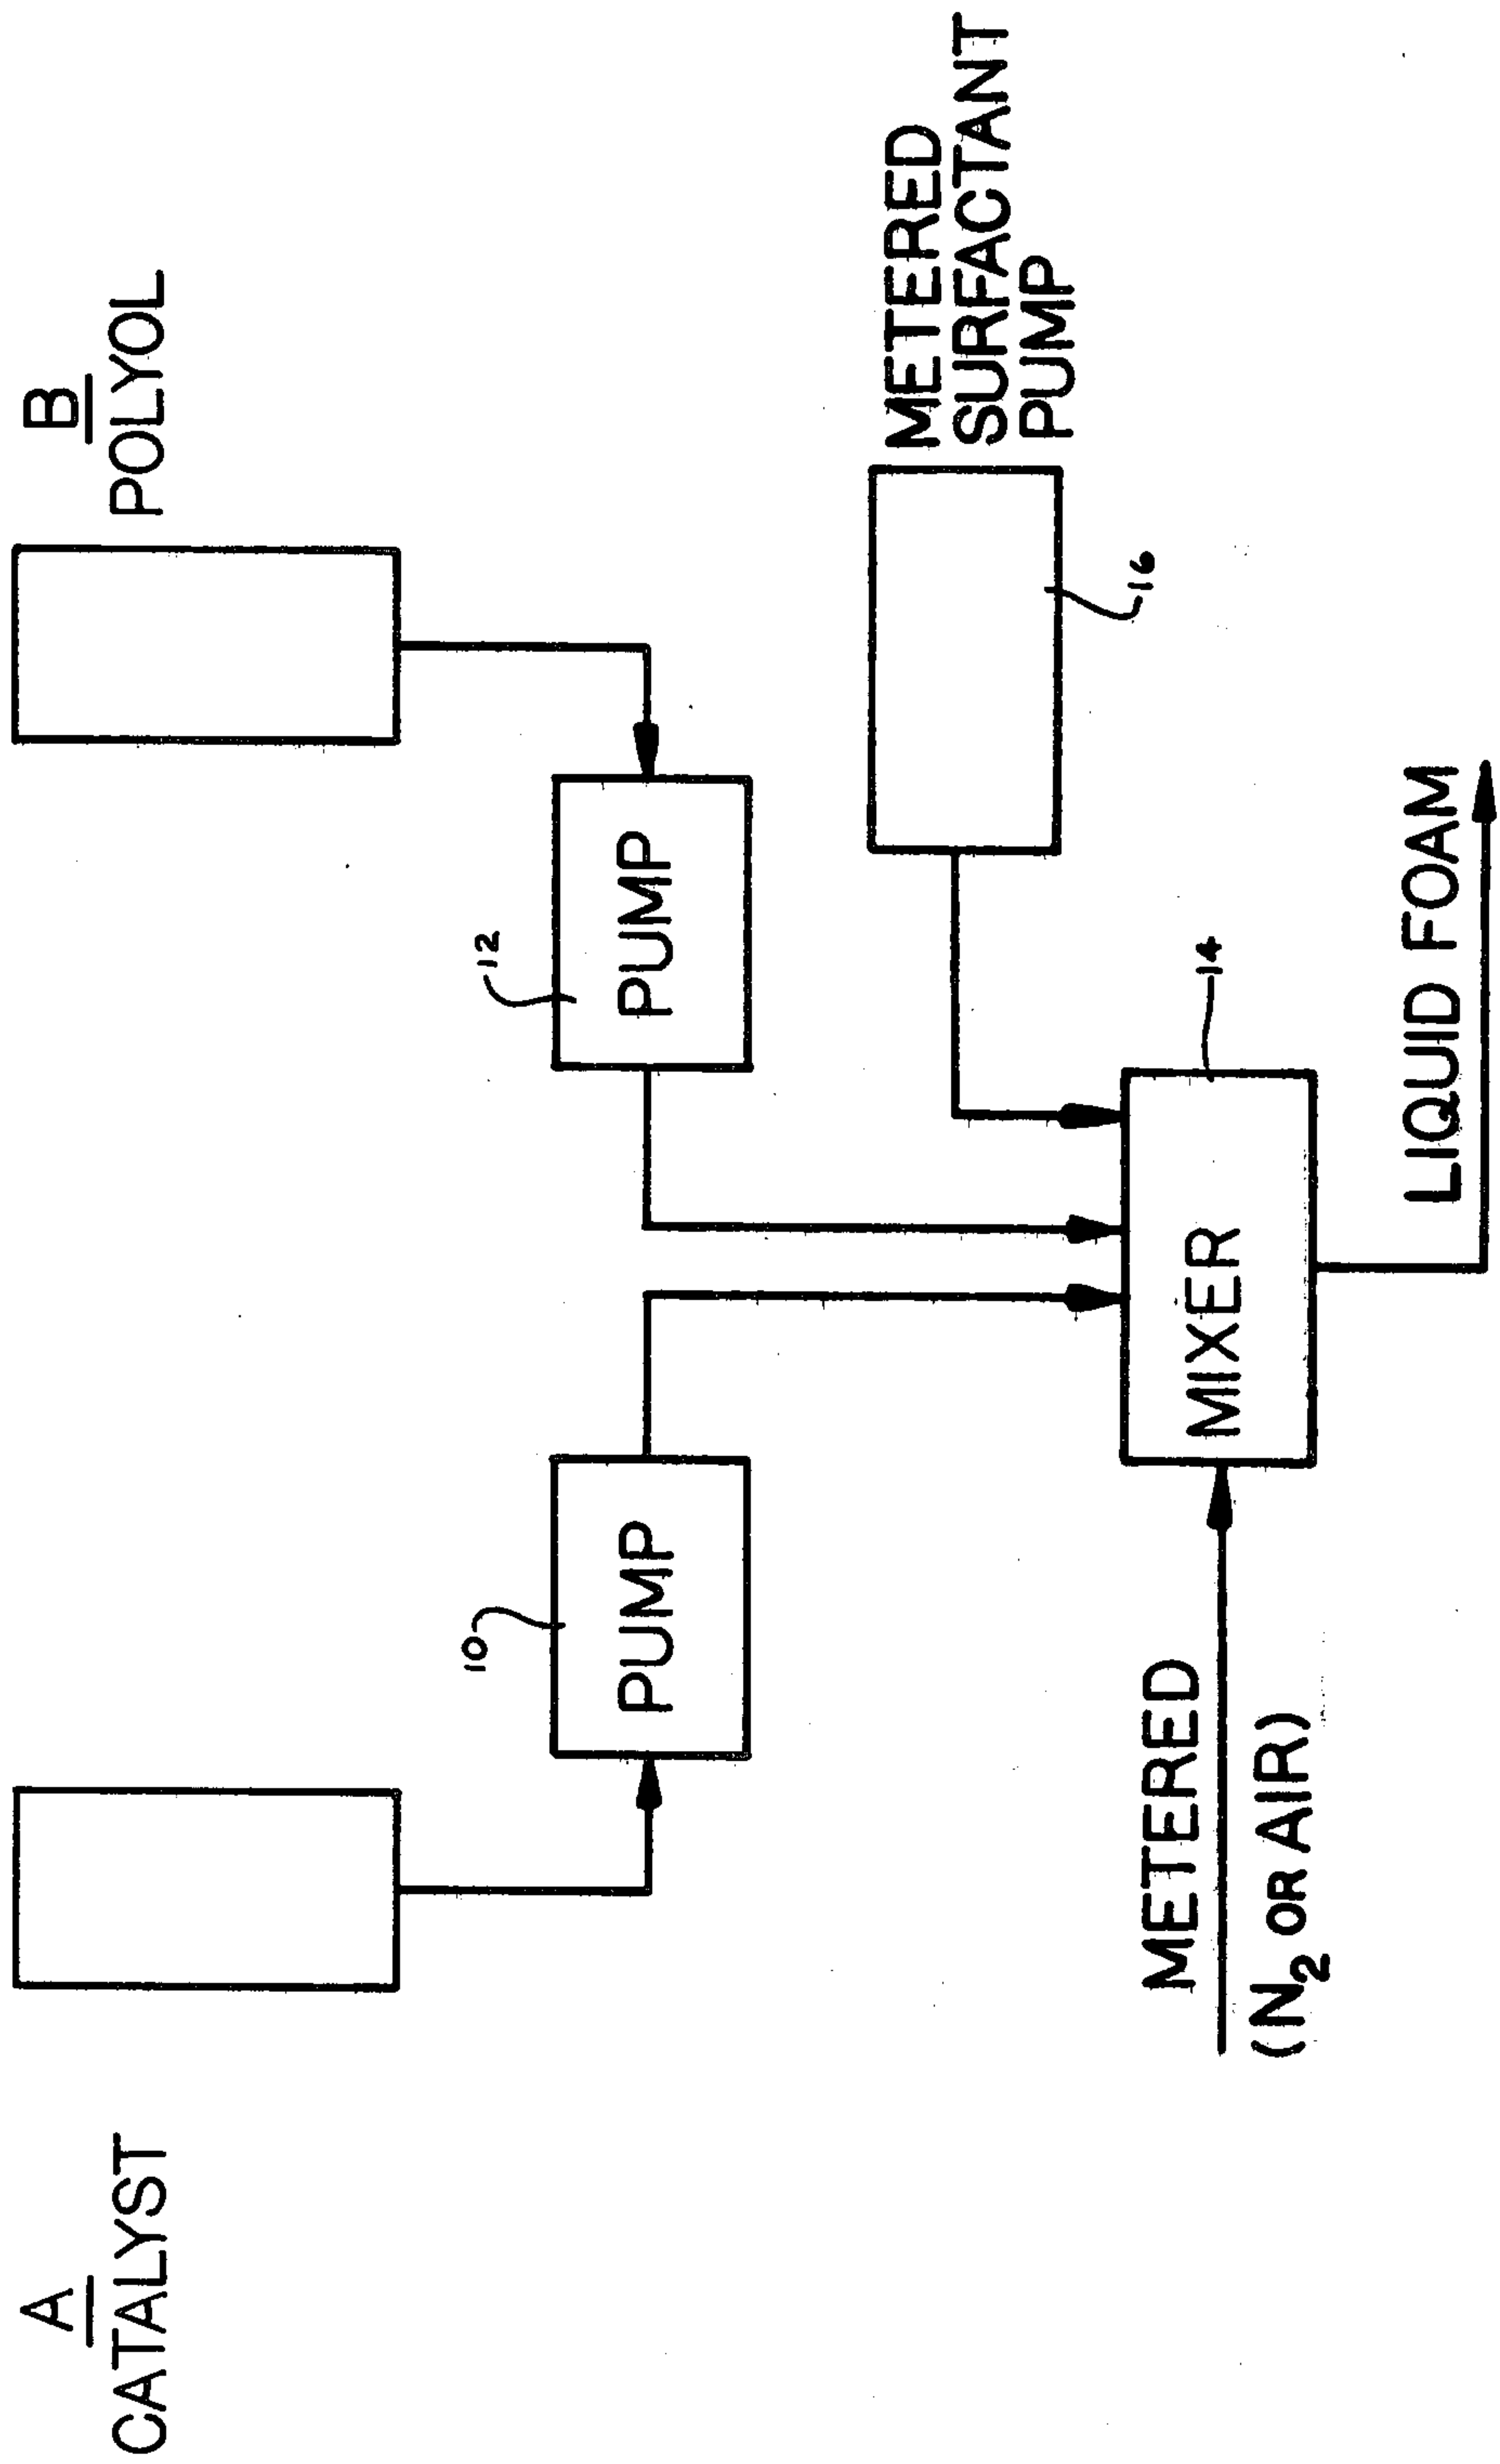 A
CATALYST
B
POLYOL
10
PUMP
12
PUMP
METERED
SURFACTANT
PUMP
16
METERED
(N₂ OR AIR)
MIXER
14
LIQUID FOAM